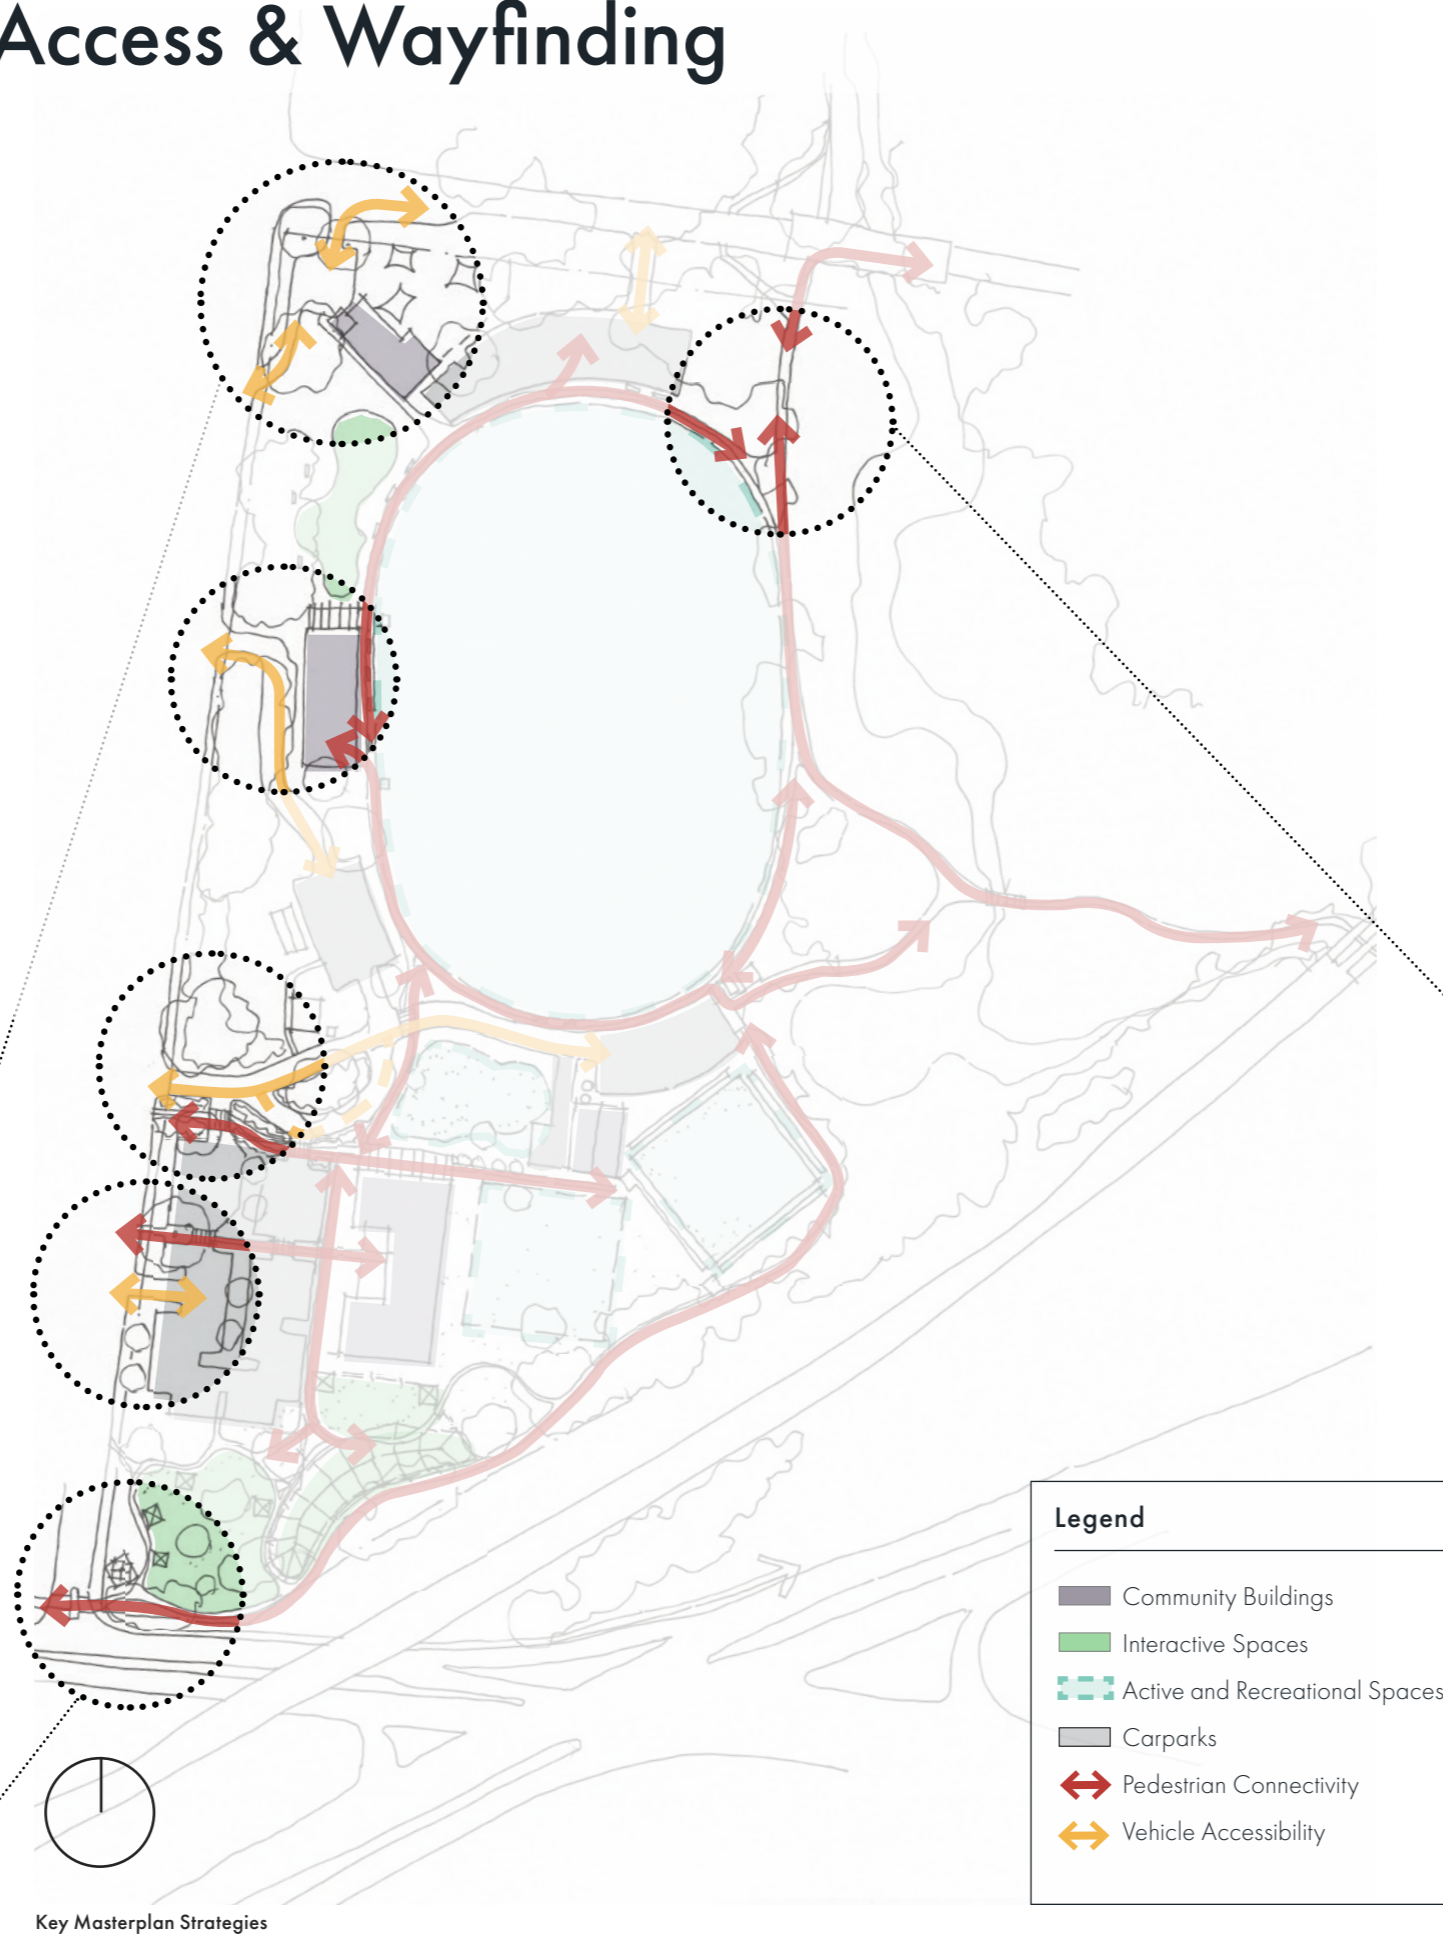 Access & Wayfinding
Legend
Community Buildings
Interactive Spaces
Active and Recreational Spaces
Carparks
Pedestrian Connectivity
Vehicle Accessibility
Key Masterplan Strategies